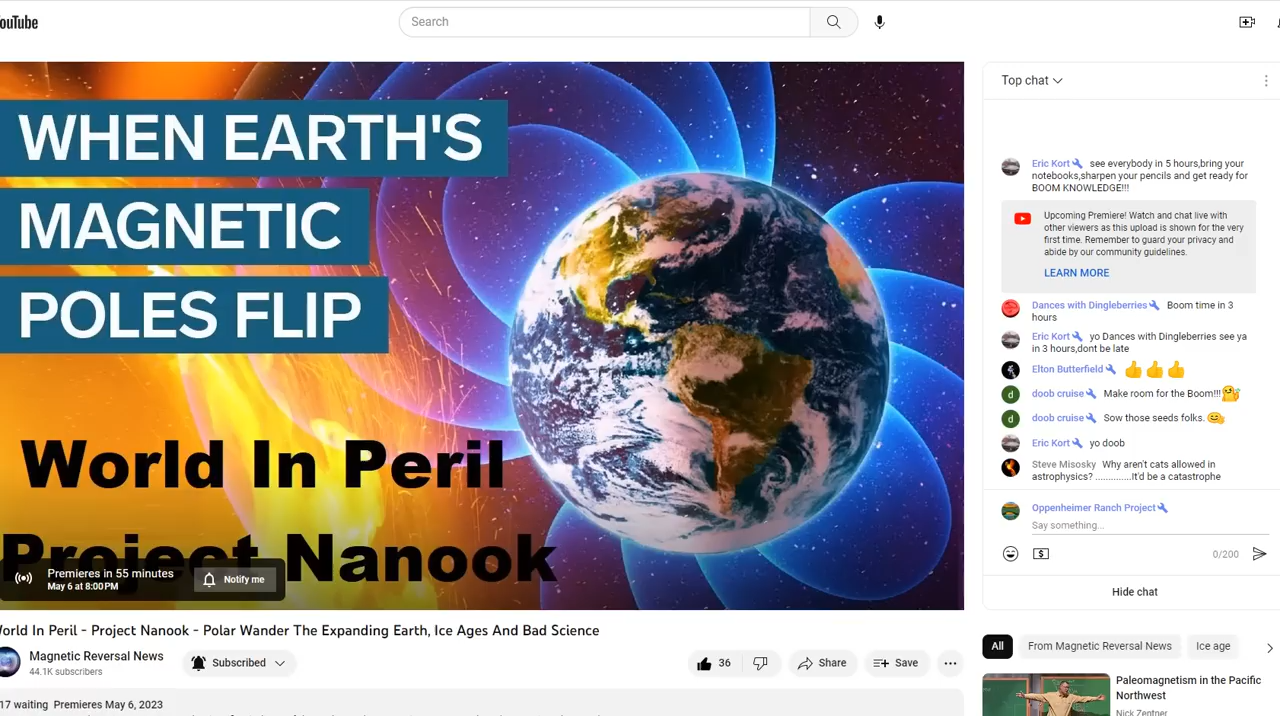 ouTube
Search
WHEN EARTH'S
MAGNETIC
POLES FLIP
World In Peril
Project Nanook
Premieres in 55 minutes
May 6 at 8:00 PM
Notify me
orld In Peril - Project Nanook - Polar Wander The Expanding Earth, Ice Ages And Bad Science
Magnetic Reversal News
44.1K subscribers
Subscribed
36
Share
Save
17 waiting Premieres May 6, 2023
Top chat
Eric Kort see everybody in 5 hours,bring your
notebooks,sharpen your pencils and get ready for
BOOM KNOWLEDGE!!!
Upcoming Premiere! Watch and chat live with
other viewers as this upload is shown for the very
first time. Remember to guard your privacy and
abide by our community guidelines.
LEARN MORE
Dances with Dingleberries Boom time in 3
hours
Eric Kort yo Dances with Dingleberries see ya
in 3 hours,dont be late
Elton Butterfield 👍👍👍
d doob cruise Make room for the Boom!!!
d doob cruise Sow those seeds folks.
Eric Kort yo doob
Steve Misosky Why aren't cats allowed in
astrophysics? ..............It'd be a catastrophe
Oppenheimer Ranch Project
Say something...
0/200
Hide chat
All
From Magnetic Reversal News
Ice age
Paleomagnetism in the Pacific
Northwest
Nick Zentner